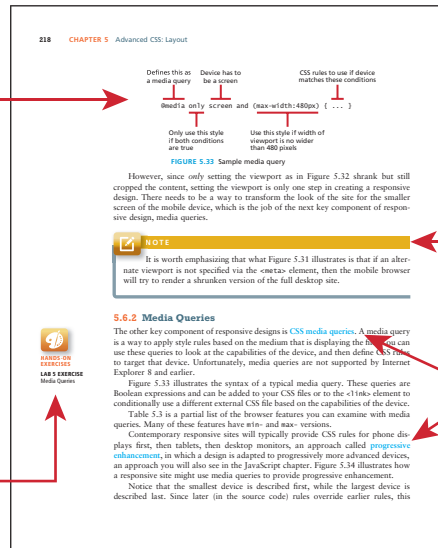 218 CHAPTER 5 Advanced CSS: Layout
Defines this as
a media query
Device has to
be a screen
CSS rules to use if device
matches these conditions
@media only screen and (max-width:480px) { ... }
Only use this style
if both conditions
are true
Use this style if width of
viewport is no wider
than 480 pixels
FIGURE 5.33 Sample media query
However, since only setting the viewport as in Figure 5.32 shrank but still
cropped the content, setting the viewport is only one step in creating a responsive
design. There needs to be a way to transform the look of the site for the smaller
screen of the mobile device, which is the job of the next key component of respon-
sive design, media queries.
NOTE
It is worth emphasizing that what Figure 5.31 illustrates is that if an alter-
nate viewport is not specified via the <meta> element, then the mobile browser
will try to render a shrunken version of the full desktop site.
5.6.2 Media Queries
The other key component of responsive designs is CSS media queries. A media query
is a way to apply style rules based on the medium that is displaying the file. You can
use these queries to look at the capabilities of the device, and then define CSS rules
to target that device. Unfortunately, media queries are not supported by Internet
Explorer 8 and earlier.
HANDS-ON
EXERCISES
LAB 5 EXERCISE
Media Queries
Figure 5.33 illustrates the syntax of a typical media query. These queries are
Boolean expressions and can be added to your CSS files or to the <link> element to
conditionally use a different external CSS file based on the capabilities of the device.
Table 5.3 is a partial list of the browser features you can examine with media
queries. Many of these features have min- and max- versions.
Contemporary responsive sites will typically provide CSS rules for phone dis-
plays first, then tablets, then desktop monitors, an approach called progressive
enhancement, in which a design is adapted to progressively more advanced devices,
an approach you will also see in the JavaScript chapter. Figure 5.34 illustrates how
a responsive site might use media queries to provide progressive enhancement.
Notice that the smallest device is described first, while the largest device is
described last. Since later (in the source code) rules override earlier rules, this